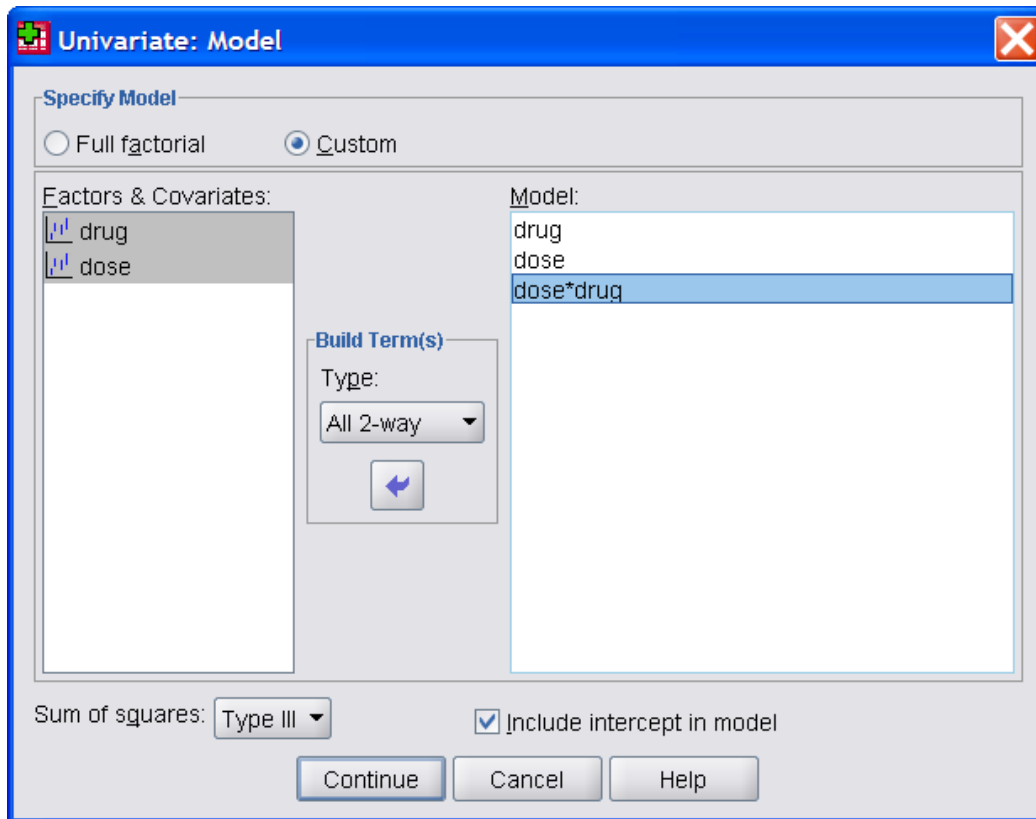 Univariate: Model
Specify Model
Full factorial
Custom
Factors & Covariates:
drug
dose
Build Term(s)
Type:
All 2-way
Model:
drug
dose
dose*drug
Sum of squares:
Type III
Include intercept in model
Continue
Cancel
Help